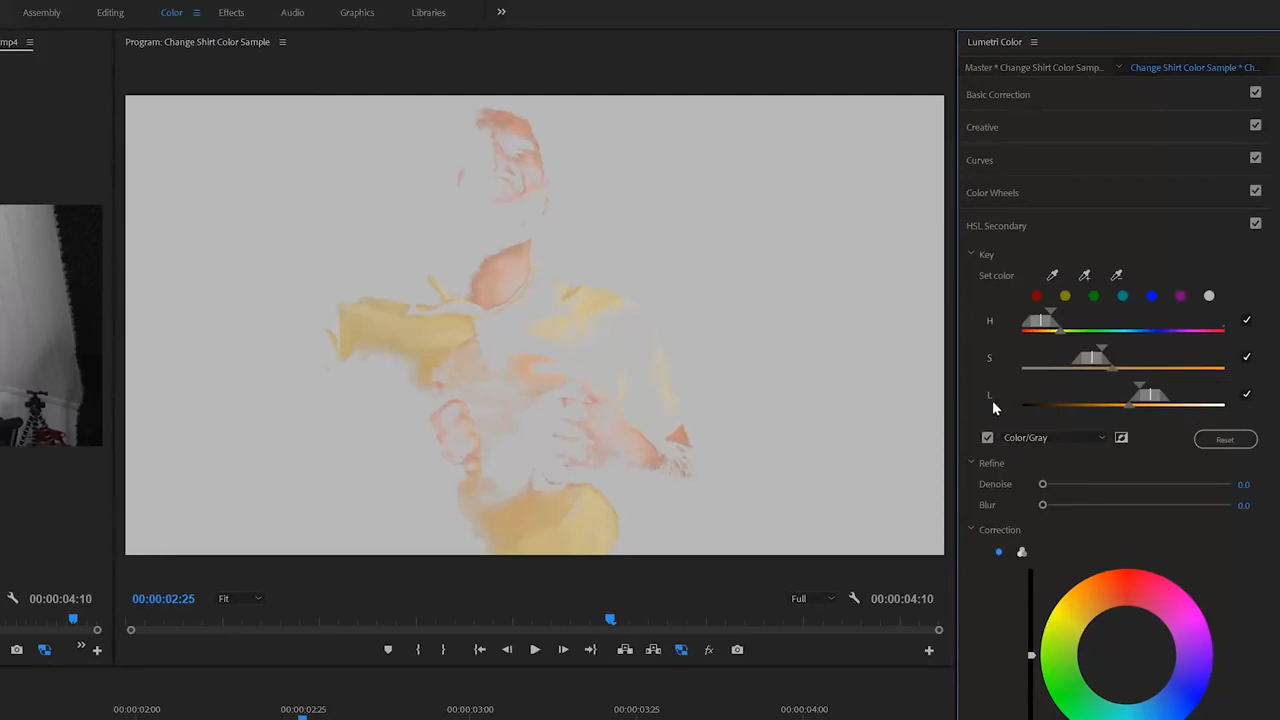 Assembly Editing Color Effects Audio Graphics Libraries
mp4 Program: Change Shirt Color Sample Lumetri Color
Master * Change Shirt Color Samp... Change Shirt Color Sample * Ch...
Basic Correction
Creative
Curves
Color Wheels
HSL Secondary
Key
Set color
H
S
L
Color/Gray Reset
Refine
Denoise 0.0
Blur 0.0
Correction
00:00:04:10 00:00:02:25 Fit Full 00:00:04:10
fx
00:00:02:00 00:00:02:25 00:00:03:00 00:00:03:25 00:00:04:00